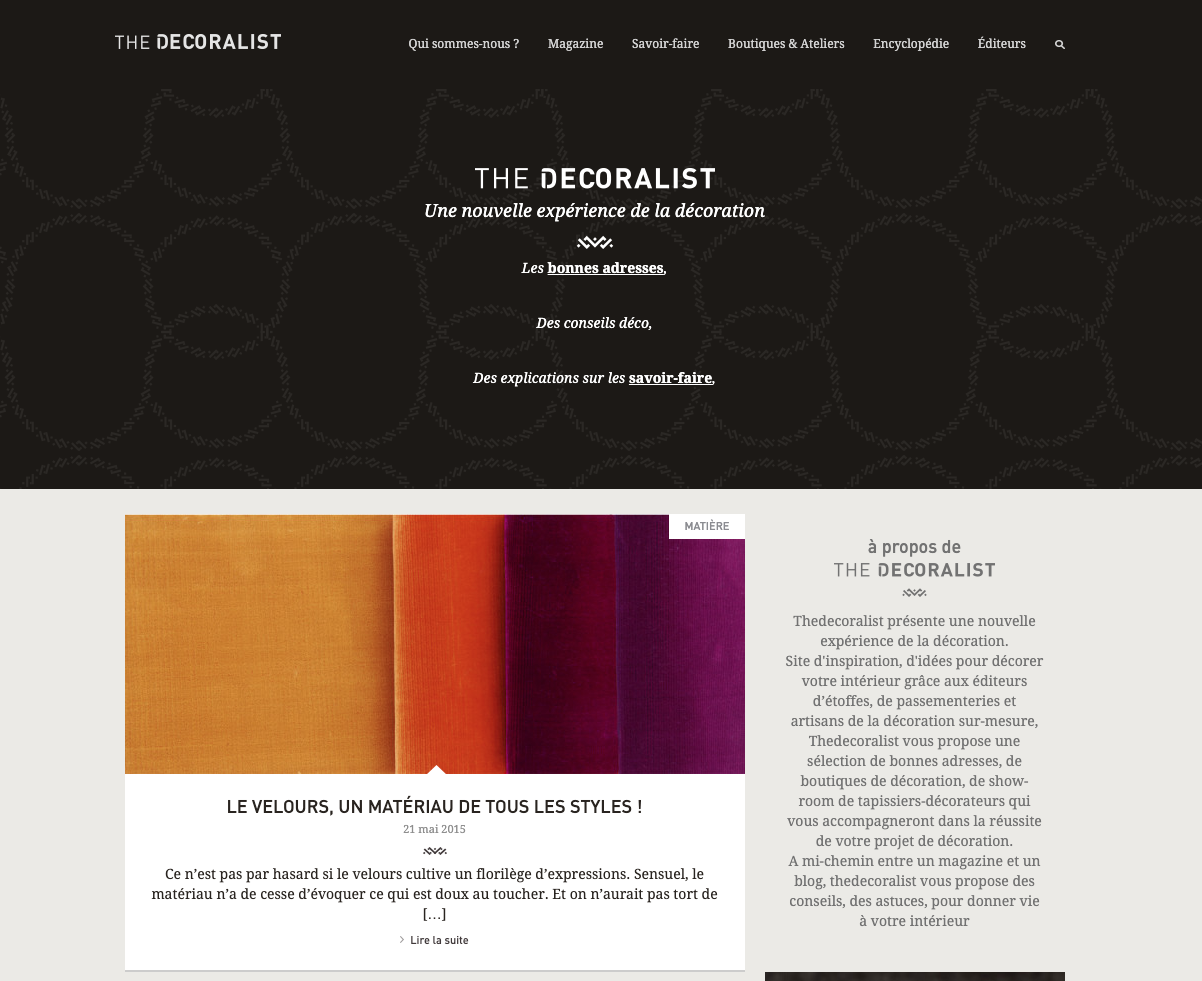 THE DECORALIST
Qui sommes-nous ?
Magazine
Savoir-faire
Boutiques & Ateliers
Encyclopédie
Éditeurs
THE DECORALIST
Une nouvelle expérience de la décoration
Les bonnes adresses,
Des conseils déco,
Des explications sur les savoir-faire,
MATIÈRE
LE VELOURS, UN MATÉRIAU DE TOUS LES STYLES !
21 mai 2015
Ce n’est pas par hasard si le velours cultive un florilège d’expressions. Sensuel, le
matériau n’a de cesse d’évoquer ce qui est doux au toucher. Et on n’aurait pas tort de
[…]
Lire la suite
à propos de
THE DECORALIST
Thedecoralist présente une nouvelle
expérience de la décoration.
Site d'inspiration, d'idées pour décorer
votre intérieur grâce aux éditeurs
d’étoffes, de passementeries et
artisans de la décoration sur-mesure,
Thedecoralist vous propose une
sélection de bonnes adresses, de
boutiques de décoration, de show-
room de tapissiers-décorateurs qui
vous accompagneront dans la réussite
de votre projet de décoration.
A mi-chemin entre un magazine et un
blog, thedecoralist vous propose des
conseils, des astuces, pour donner vie
à votre intérieur